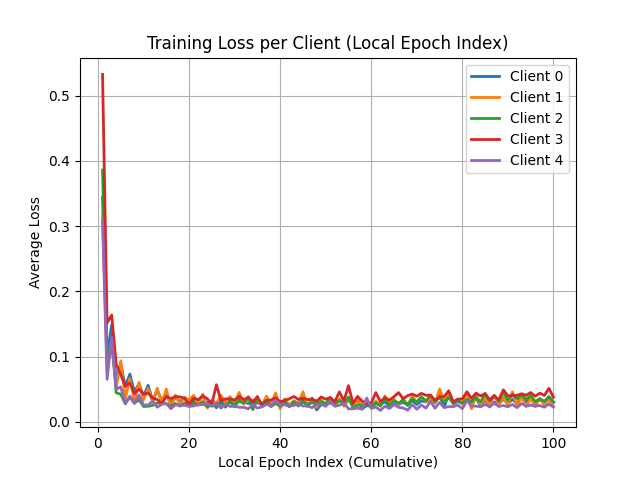 Training Loss per Client (Local Epoch Index)
Client 0
Client 1
Client 2
Client 3
Client 4
0.5
0.4
0.3
0.2
0.1
0.0
Average Loss
0 20 40 60 80 100
Local Epoch Index (Cumulative)